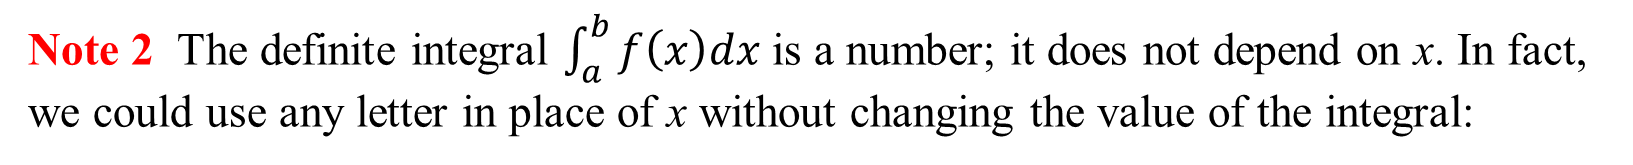 Note 2 The definite integral ∫_a^b f(x)dx is a number; it does not depend on x. In fact,
we could use any letter in place of x without changing the value of the integral: